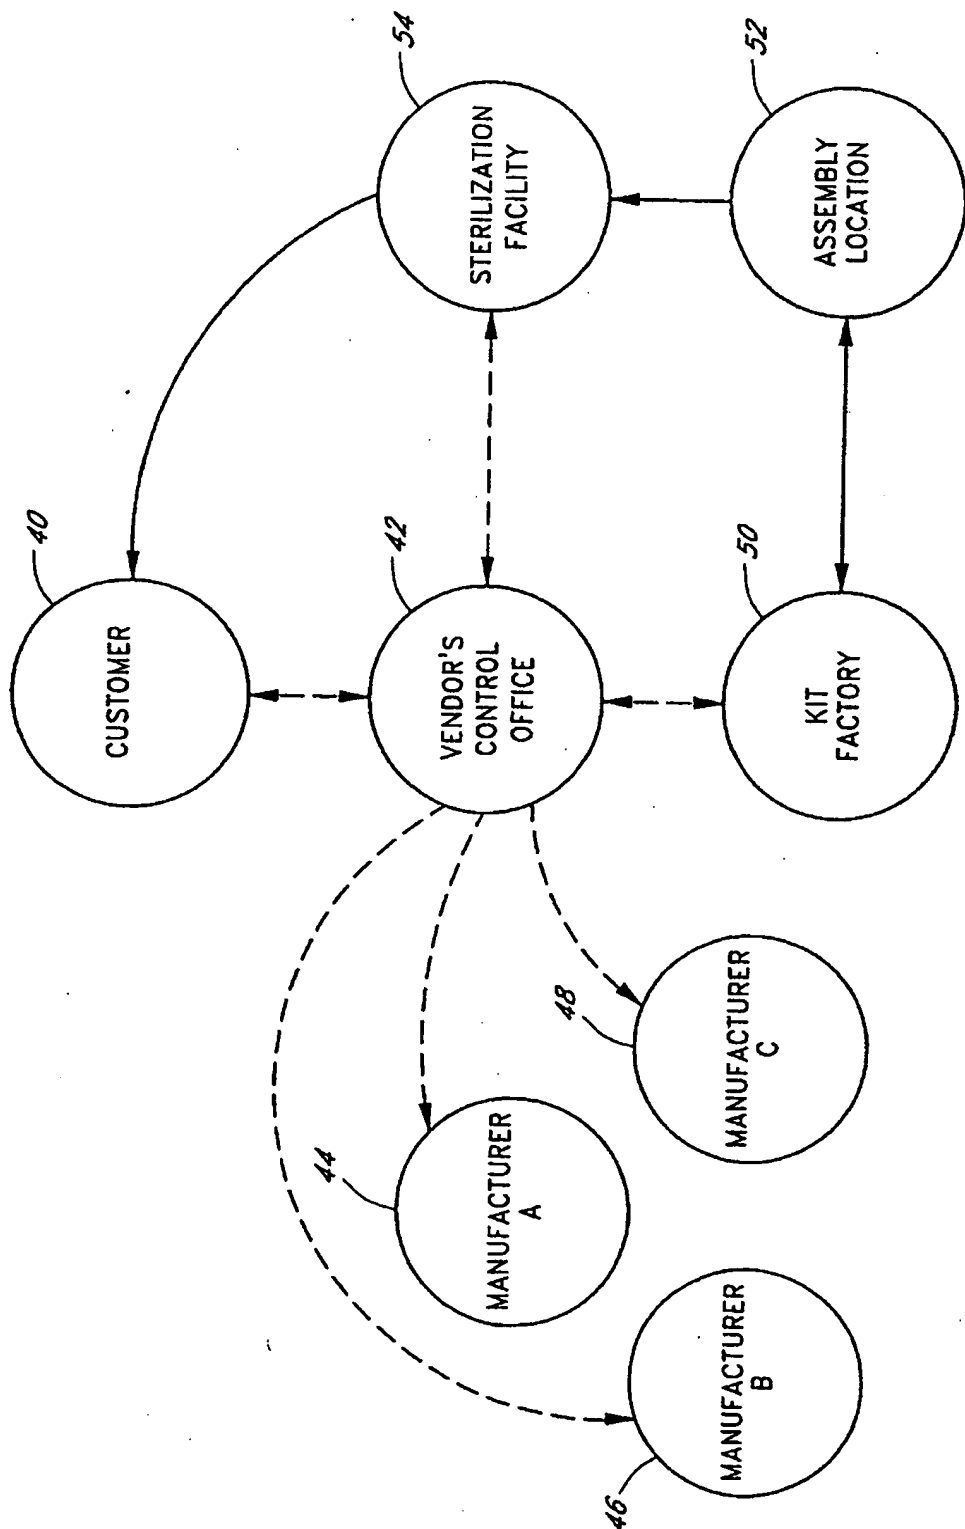 40
CUSTOMER
54
STERILIZATION
FACILITY
42
VENDOR'S
CONTROL
OFFICE
44
MANUFACTURER
A
46
MANUFACTURER
B
48
MANUFACTURER
C
50
KIT
FACTORY
52
ASSEMBLY
LOCATION